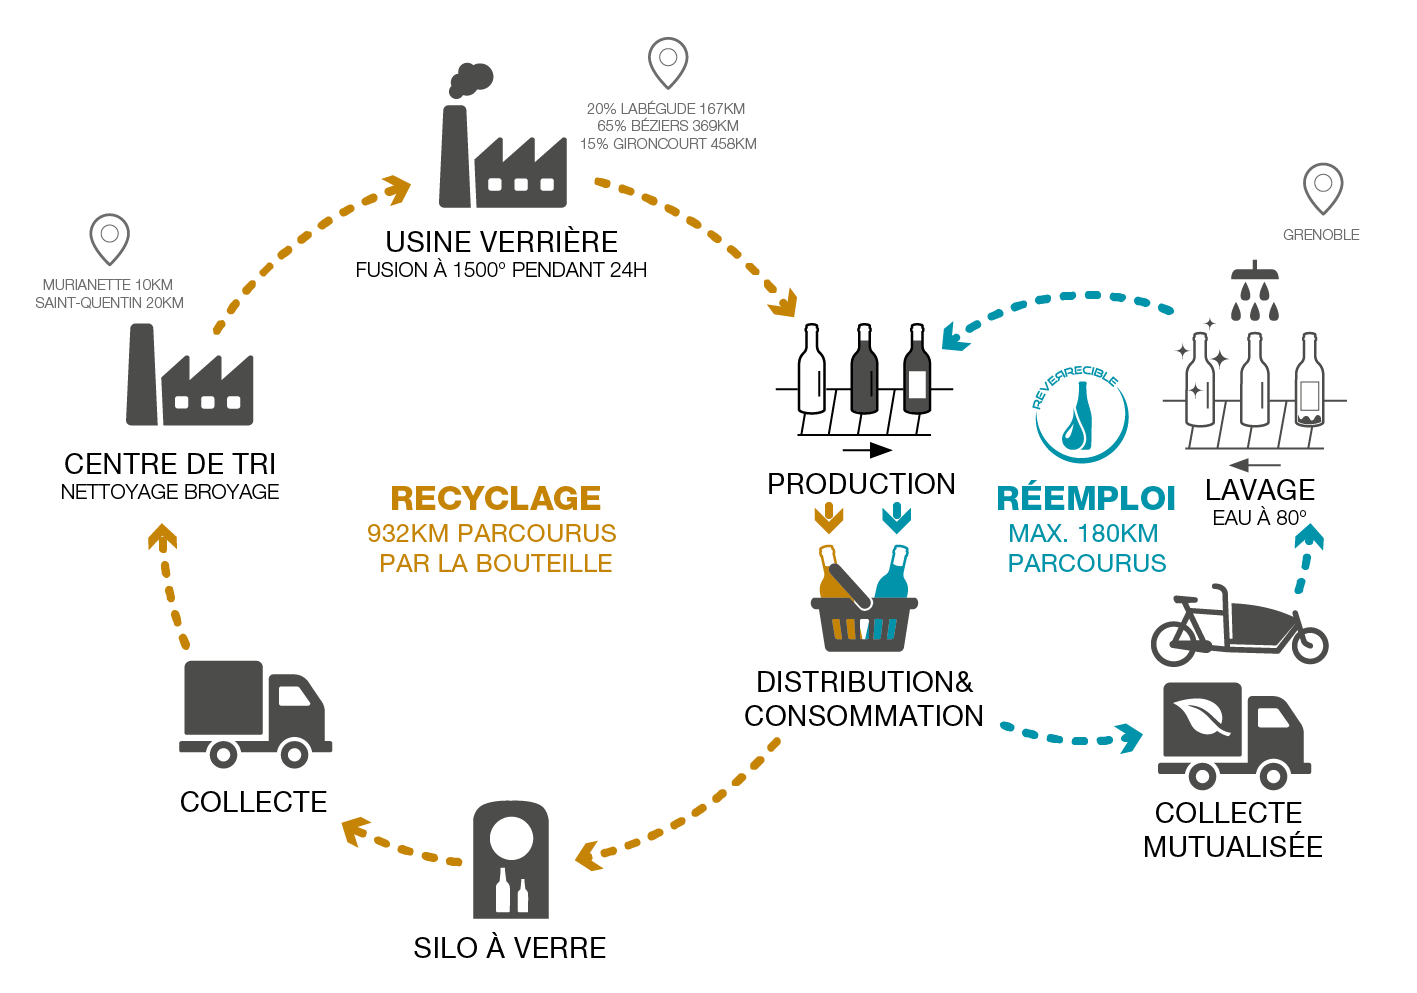 20% LABÉGUDE 167KM
65% BÉZIERS 369KM
15% GIRONCOURT 458KM
USINE VERRIÈRE
FUSION À 1500° PENDANT 24H
MURIANETTE 10KM
SAINT-QUENTIN 20KM
CENTRE DE TRI
NETTOYAGE BROYAGE
GRENOBLE
REVERRECIBLE
LAVAGE
EAU À 80°
PRODUCTION
RECYCLAGE
932KM PARCOURUS
PAR LA BOUTEILLE
RÉEMPLOI
MAX. 180KM
PARCOURUS
DISTRIBUTION&
CONSOMMATION
COLLECTE
COLLECTE
MUTUALISÉE
SILO À VERRE